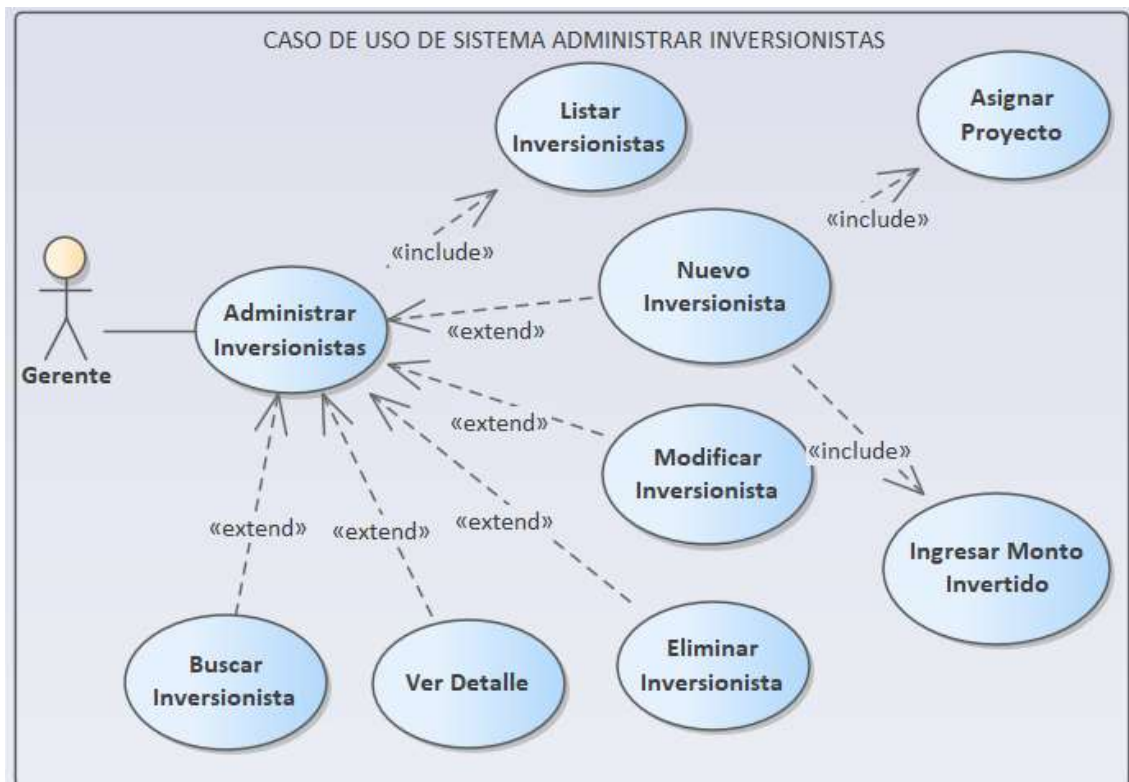 CASO DE USO DE SISTEMA ADMINISTRAR INVERSIONISTAS
Listar
Inversionistas
Asignar
Proyecto
«include»
«include»
Nuevo
Inversionista
Administrar
Inversionistas
«extend»
Gerente
«extend»
Modificar
Inversionista
«include»
«extend»
«extend»
«extend»
Ingresar Monto
Invertido
Buscar
Inversionista
Ver Detalle
Eliminar
Inversionista